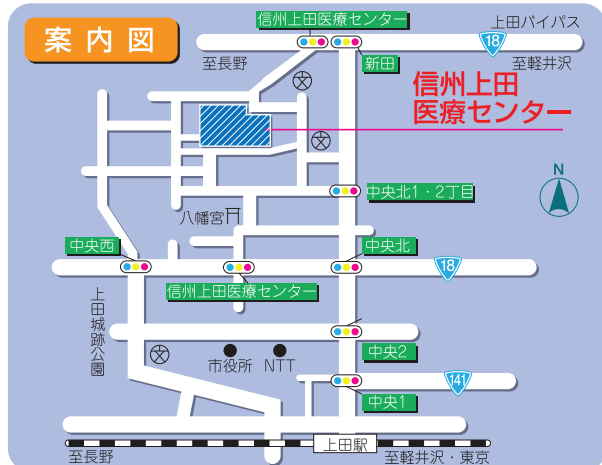 案内図
信州上田医療センター
上田バイパス
18
至長野
新田
至軽井沢
信州上田
医療センター
文
文
N
中央北1・2丁目
八幡宮
中央西
中央北
18
信州上田医療センター
上田城跡公園
文
市役所
NTT
中央2
141
中央1
上田駅
至長野
至軽井沢・東京